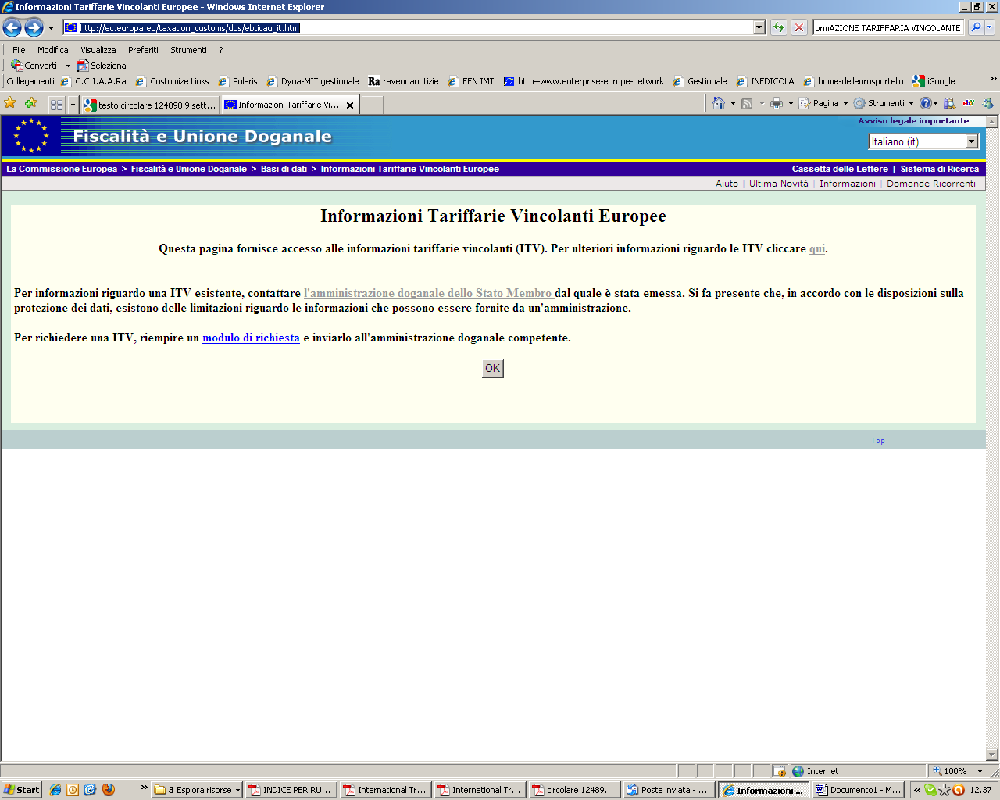 Informazioni Tariffarie Vincolanti Europee - Windows Internet Explorer
http://ec.europa.eu/taxation_customs/dds/ebticau_it.htm
ormAZIONE TARIFFARIA VINCOLANTE
File Modifica Visualizza Preferiti Strumenti ?
Converti Seleziona
Collegamenti C.C.I.A.A.Ra Customize Links Polaris Dyna-MIT gestionale Ra ravennanotizie EEN IMT http--www.enterprise-europe-network Gestionale INEDICOLA home-delleurosportello iGoogle »
testo circolare 124898 9 sett... Informazioni Tariffarie Vi... Pagina Strumenti
Avviso legale importante
Fiscalità e Unione Doganale
Italiano (it)
La Commissione Europea > Fiscalità e Unione Doganale > Basi di dati > Informazioni Tariffarie Vincolanti Europee Cassetta delle Lettere | Sistema di Ricerca
Aiuto | Ultima Novità | Informazioni | Domande Ricorrenti
Informazioni Tariffarie Vincolanti Europee
Questa pagina fornisce accesso alle informazioni tariffarie vincolanti (ITV). Per ulteriori informazioni riguardo le ITV cliccare qui.
Per informazioni riguardo una ITV esistente, contattare l'amministrazione doganale dello Stato Membro dal quale è stata emessa. Si fa presente che, in accordo con le disposizioni sulla
protezione dei dati, esistono delle limitazioni riguardo le informazioni che possono essere fornite da un'amministrazione.
Per richiedere una ITV, riempire un modulo di richiesta e inviarlo all'amministrazione doganale competente.
OK
Top
Internet 100%
Start » 3 Esplora risorse INDICE PER RU... International Tr... International Tr... circolare 12489... Posta inviata - ... Informazioni ... Documento1 - M... « 12.37